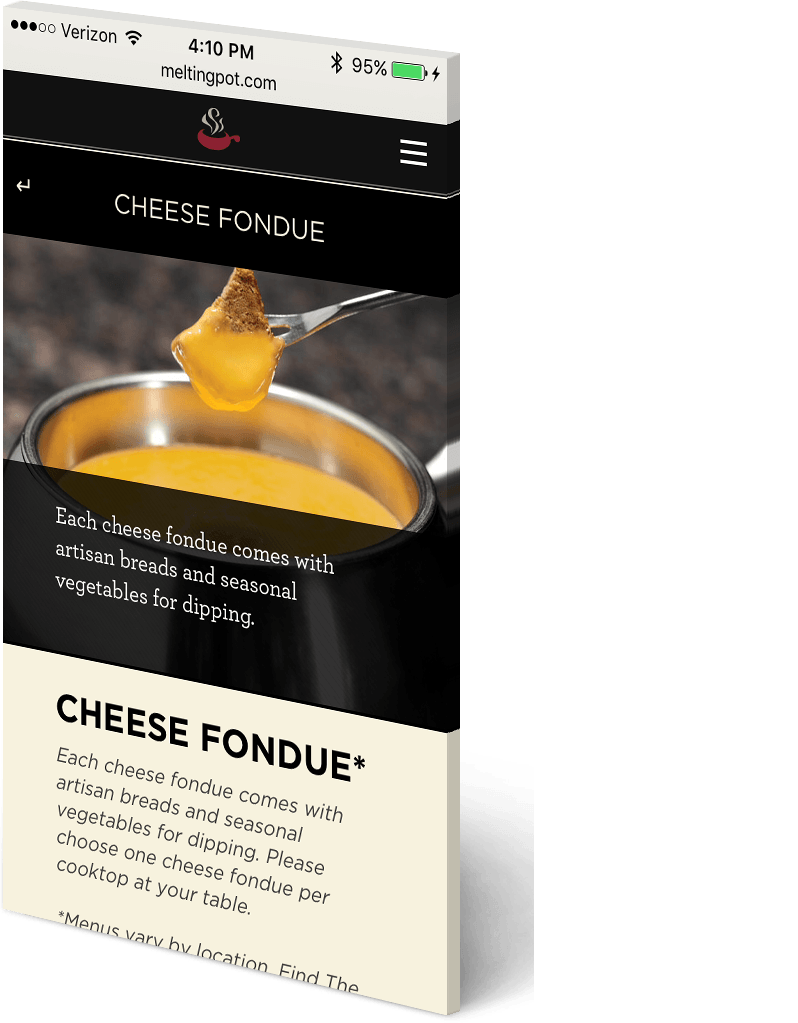 Verizon 4:10 PM 95%
meltingpot.com
CHEESE FONDUE
Each cheese fondue comes with
artisan breads and seasonal
vegetables for dipping.
CHEESE FONDUE*
Each cheese fondue comes with
artisan breads and seasonal
vegetables for dipping. Please
choose one cheese fondue per
cooktop at your table.
*Menus vary by location. Find The